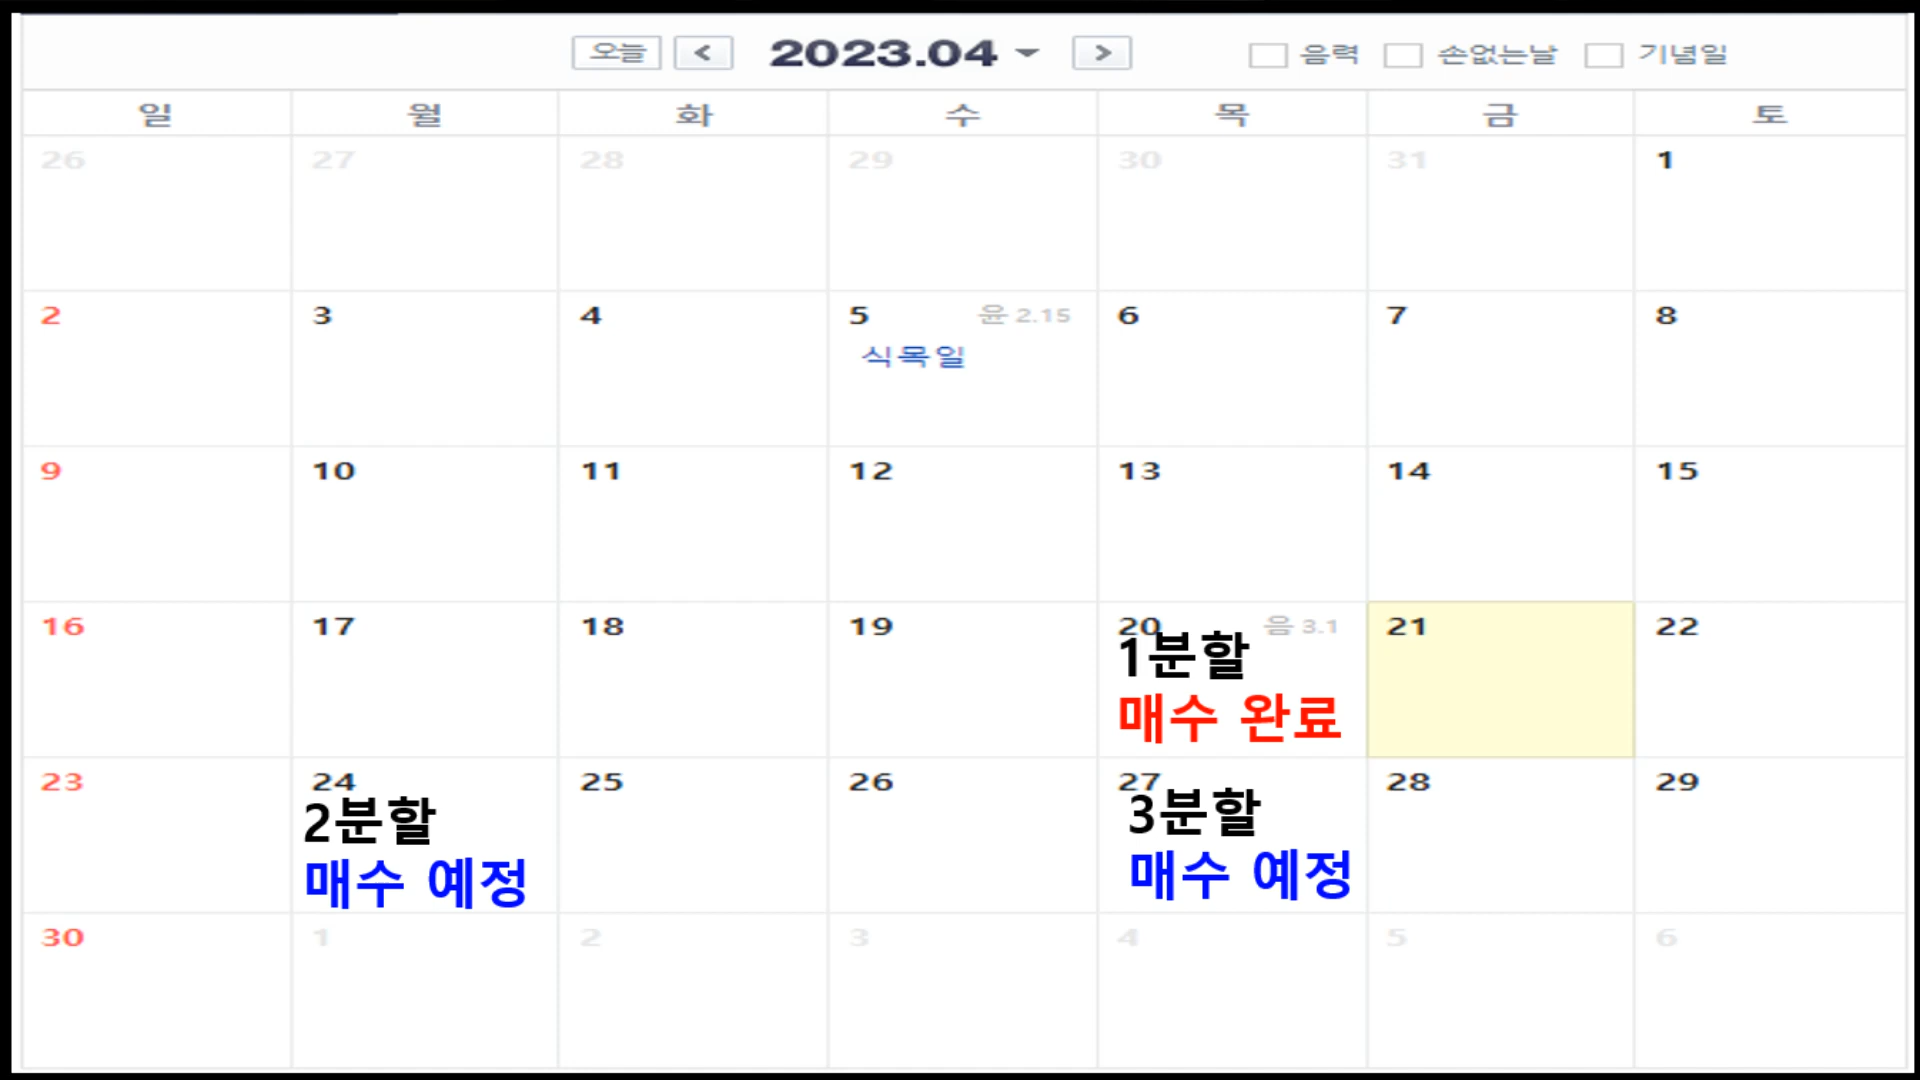 오늘 < 2023.04 > 음력 손없는날 기념일
일 월 화 수 목 금 토
26 27 28 29 30 31 1
2 3 4 5 윤 2.15 6 7 8
식목일
9 10 11 12 13 14 15
16 17 18 19 20 음 3.1 21 22
1분할
매수 완료
23 24 25 26 27 28 29
2분할 3분할
매수 예정 매수 예정
30 1 2 3 4 5 6